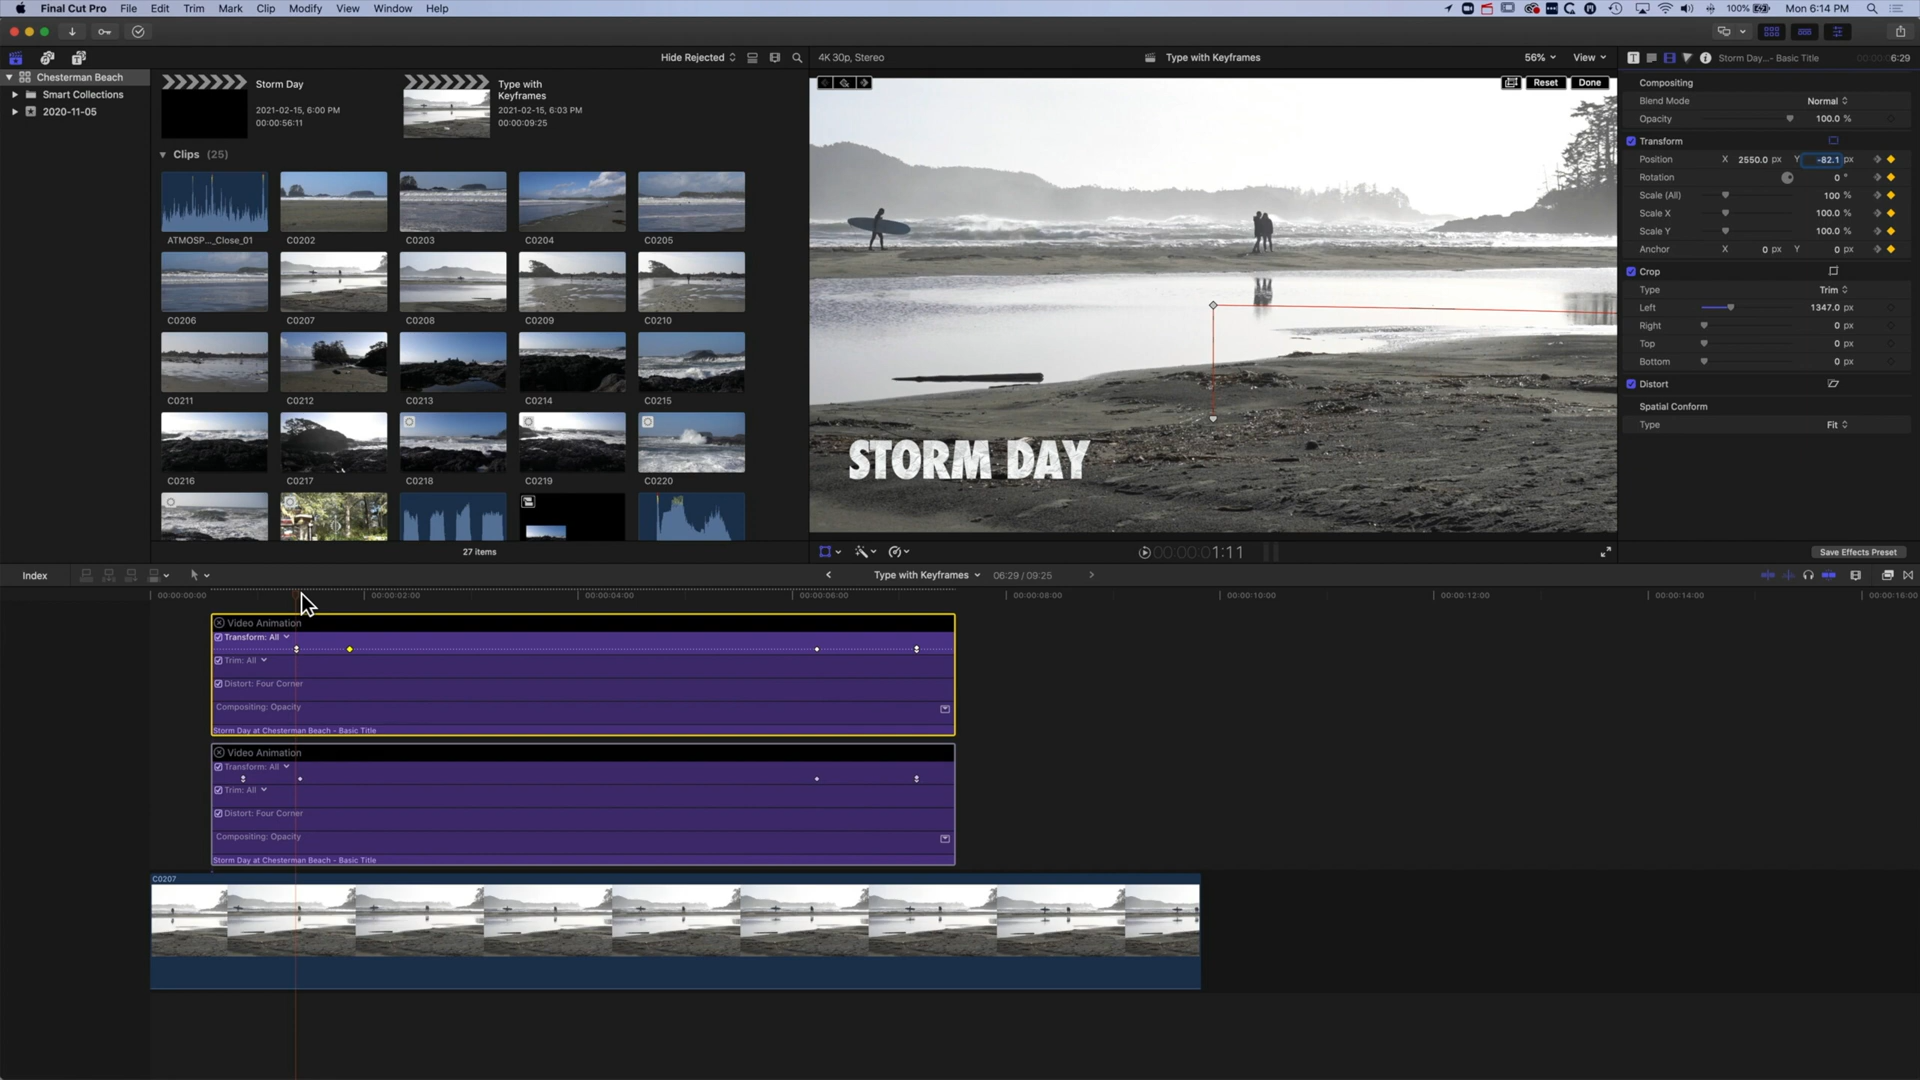 Final Cut Pro File Edit Trim Mark Clip Modify View Window Help
100% Mon 6:14 PM
Hide Rejected
4K 30p, Stereo
Type with Keyframes
56% View
Storm Day...- Basic Title
6:29
Chesterman Beach
Smart Collections
2020-11-05
Storm Day
2021-02-15, 6:00 PM
00:00:56:11
Type with
Keyframes
2021-02-15, 6:03 PM
00:00:09:25
Clips (25)
ATMOSP..._Close_01 C0202 C0203 C0204 C0205
C0206 C0207 C0208 C0209 C0210
C0211 C0212 C0213 C0214 C0215
C0216 C0217 C0218 C0219 C0220
27 items
Reset Done
STORM DAY
00:00:01:11
Compositing
Blend Mode Normal
Opacity 100.0 %
Transform
Position X 2550.0 px Y -82.1 px
Rotation 0 °
Scale (All) 100 %
Scale X 100.0 %
Scale Y 100.0 %
Anchor X 0 px Y 0 px
Crop
Type Trim
Left 1347.0 px
Right 0 px
Top 0 px
Bottom 0 px
Distort
Spatial Conform
Type Fit
Save Effects Preset
Index
Type with Keyframes 06:29 / 09:25
00:00:00:00 00:00:02:00 00:00:04:00 00:00:06:00 00:00:08:00 00:00:10:00 00:00:12:00 00:00:14:00 00:00:16:00
Video Animation
Transform: All
Trim: All
Distort: Four Corner
Compositing: Opacity
Storm Day at Chesterman Beach - Basic Title
Video Animation
Transform: All
Trim: All
Distort: Four Corner
Compositing: Opacity
Storm Day at Chesterman Beach - Basic Title
C0207